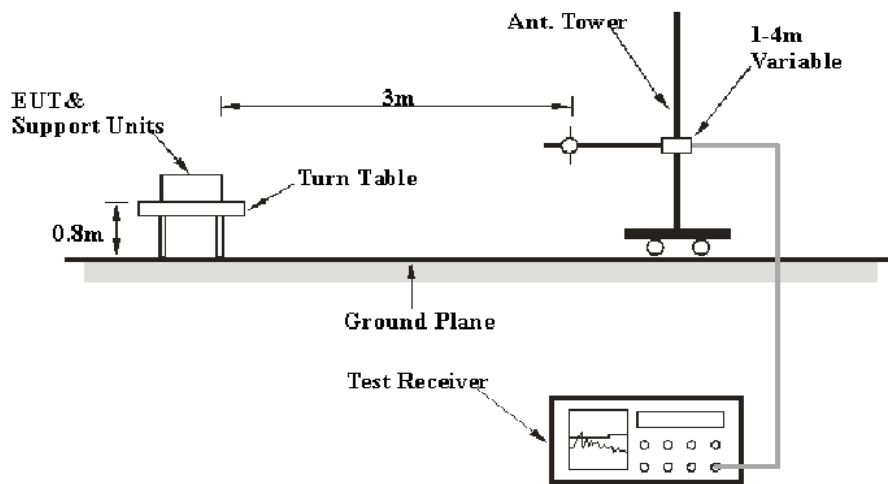 Ant. Tower
1-4m
Variable
3m
EUT &
Support Units
Turn Table
0.8m
Ground Plane
Test Receiver